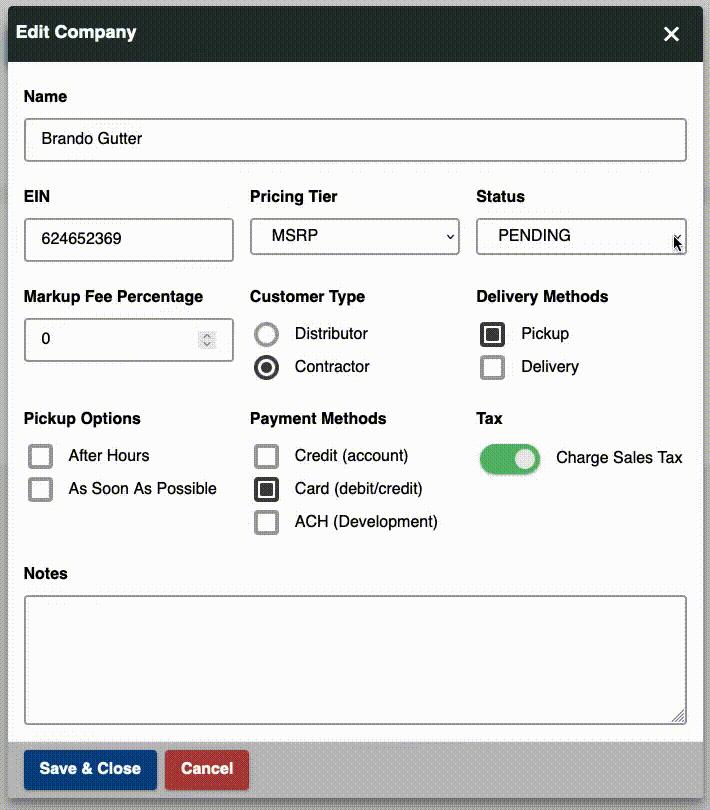 Edit Company
Name
Brando Gutter
EIN
Pricing Tier
Status
624652369
MSRP
PENDING
Markup Fee Percentage
Customer Type
Delivery Methods
0
Distributor
Pickup
Contractor
Delivery
Pickup Options
Payment Methods
Tax
After Hours
Credit (account)
Charge Sales Tax
As Soon As Possible
Card (debit/credit)
ACH (Development)
Notes
Save & Close
Cancel